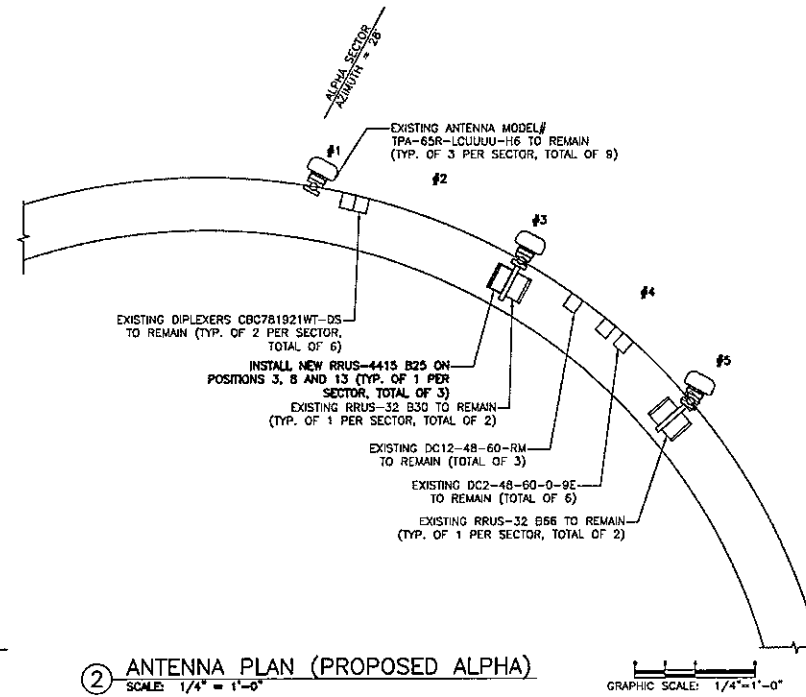 ALPHA SECTOR
AZIMUTH = 28°
EXISTING ANTENNA MODEL#
TPA-65R-LCUUUU-H6 TO REMAIN
(TYP. OF 3 PER SECTOR, TOTAL OF 9)
#1
#2
#3
#4
#5
EXISTING DIPLEXERS CBC781921WT-DS
TO REMAIN (TYP. OF 2 PER SECTOR,
TOTAL OF 6)
INSTALL NEW RRUS-4415 B25 ON
POSITIONS 3, 8 AND 13 (TYP. OF 1 PER
SECTOR, TOTAL OF 3)
EXISTING RRUS-32 B30 TO REMAIN
(TYP. OF 1 PER SECTOR, TOTAL OF 2)
EXISTING DC12-48-60-RM
TO REMAIN (TOTAL OF 3)
EXISTING DC2-48-60-0-9E
TO REMAIN (TOTAL OF 6)
EXISTING RRUS-32 B66 TO REMAIN
(TYP. OF 1 PER SECTOR, TOTAL OF 2)
2 ANTENNA PLAN (PROPOSED ALPHA)
SCALE: 1/4" = 1'-0"
GRAPHIC SCALE: 1/4"-1'-0"